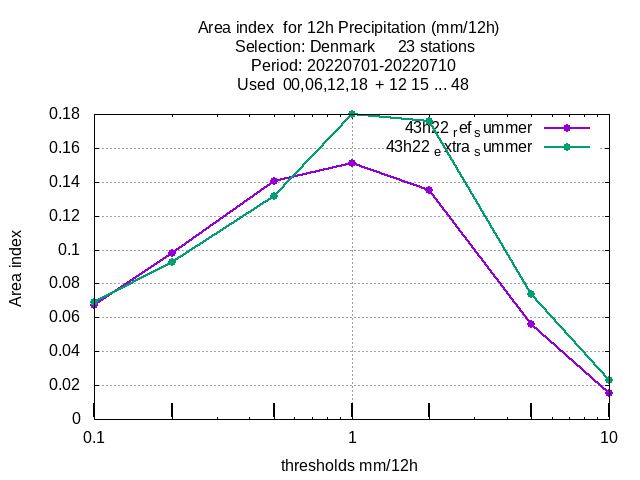 Area index  for 12h Precipitation (mm/12h)
Selection: Denmark     23 stations
Period: 20220701-20220710
Used  00,06,12,18  + 12 15 ... 48
43h22 ref summer
43h22 extra summer
0.18
0.16
0.14
0.12
0.1
0.08
0.06
0.04
0.02
0
Area index
0.1
1
10
thresholds mm/12h